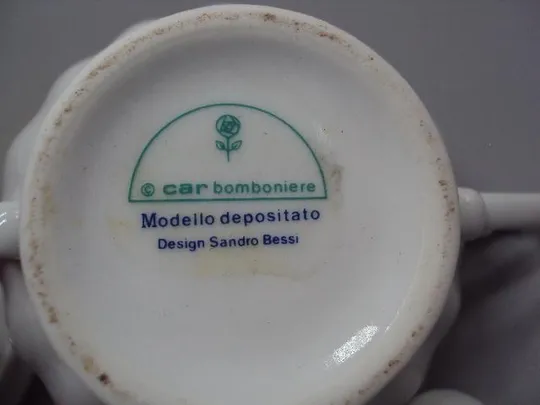 © car bomboniere
Modello depositato
Design Sandro Bessi